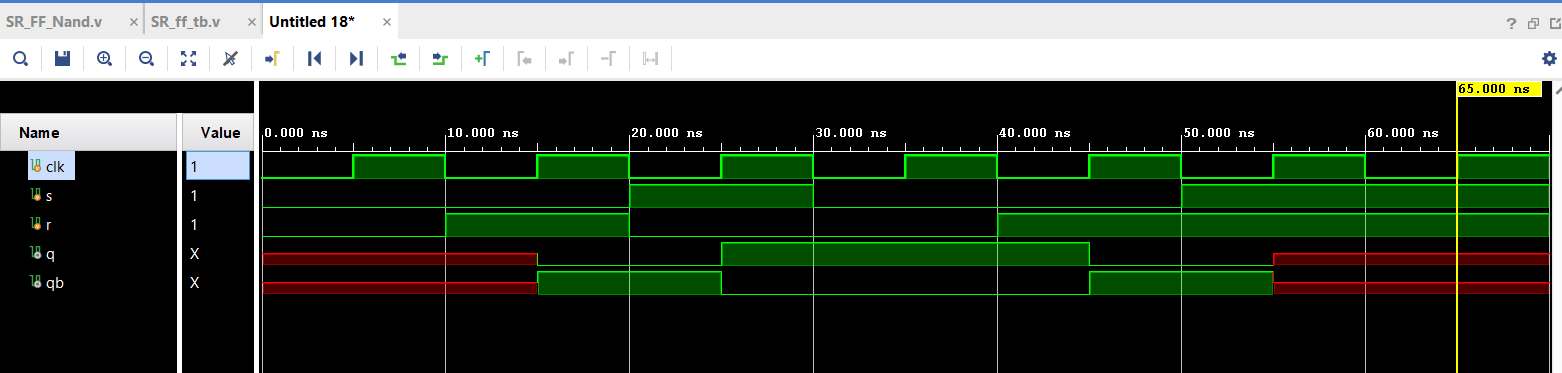 SR_FF_Nand.v × SR_ff_tb.v × Untitled 18* ×
? 
65.000 ns
Name Value
0.000 ns 10.000 ns 20.000 ns 30.000 ns 40.000 ns 50.000 ns 60.000 ns
clk 1
s 1
r 1
q X
qb X